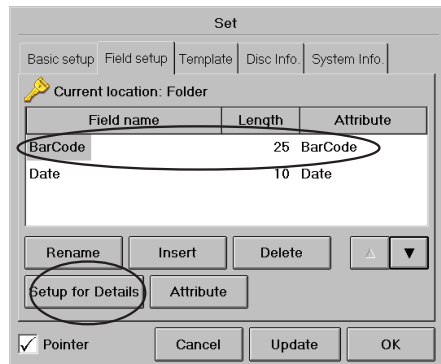 Set
Basic setup Field setup Template Disc Info. System Info.
Current location: Folder
Field name Length Attribute
BarCode 25 BarCode
Date 10 Date
Rename Insert Delete
Setup for Details Attribute
Pointer Cancel Update OK